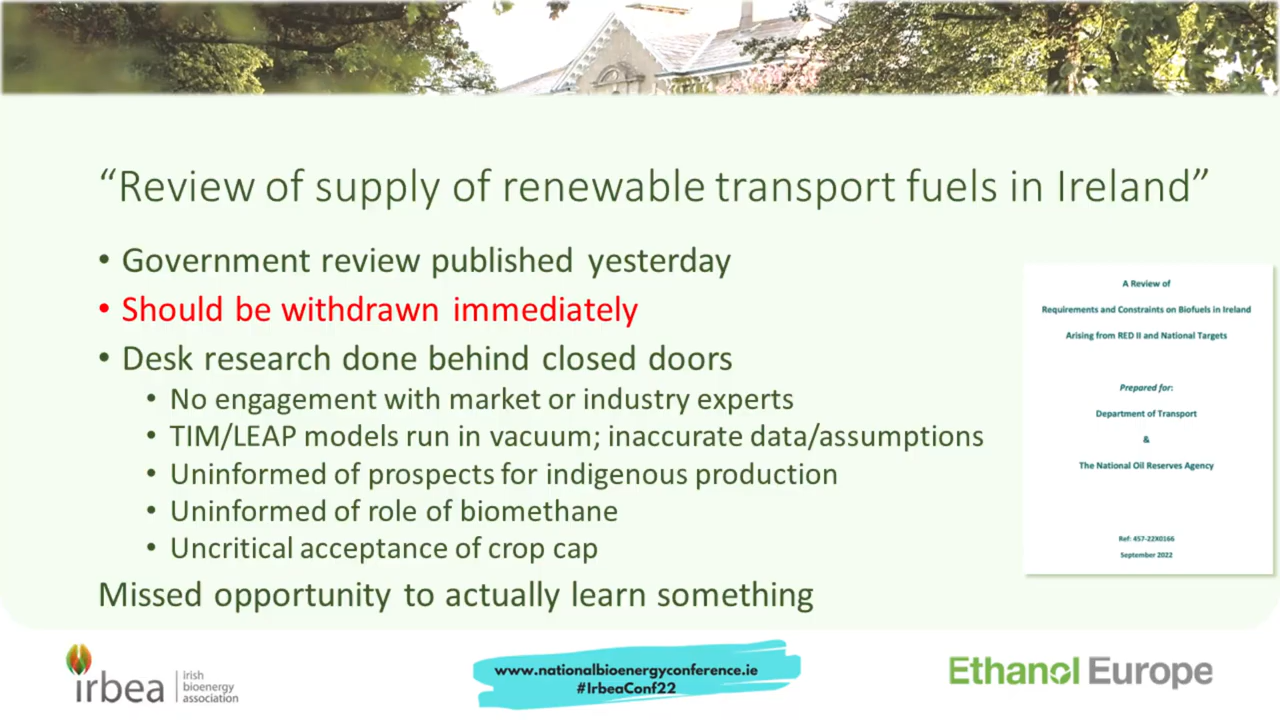 “Review of supply of renewable transport fuels in Ireland”
• Government review published yesterday
• Should be withdrawn immediately
• Desk research done behind closed doors
• No engagement with market or industry experts
• TIM/LEAP models run in vacuum; inaccurate data/assumptions
• Uninformed of prospects for indigenous production
• Uninformed of role of biomethane
• Uncritical acceptance of crop cap
Missed opportunity to actually learn something
A Review of
Requirements and Constraints on Biofuels in Ireland
Arising from RED II and National Targets
Prepared for:
Department of Transport
&
The National Oil Reserves Agency
Ref: 457-22X0166
September 2022
irbea
irish
bioenergy
association
www.nationalbioenergyconference.ie
#IrbeaConf22
Ethanol Europe